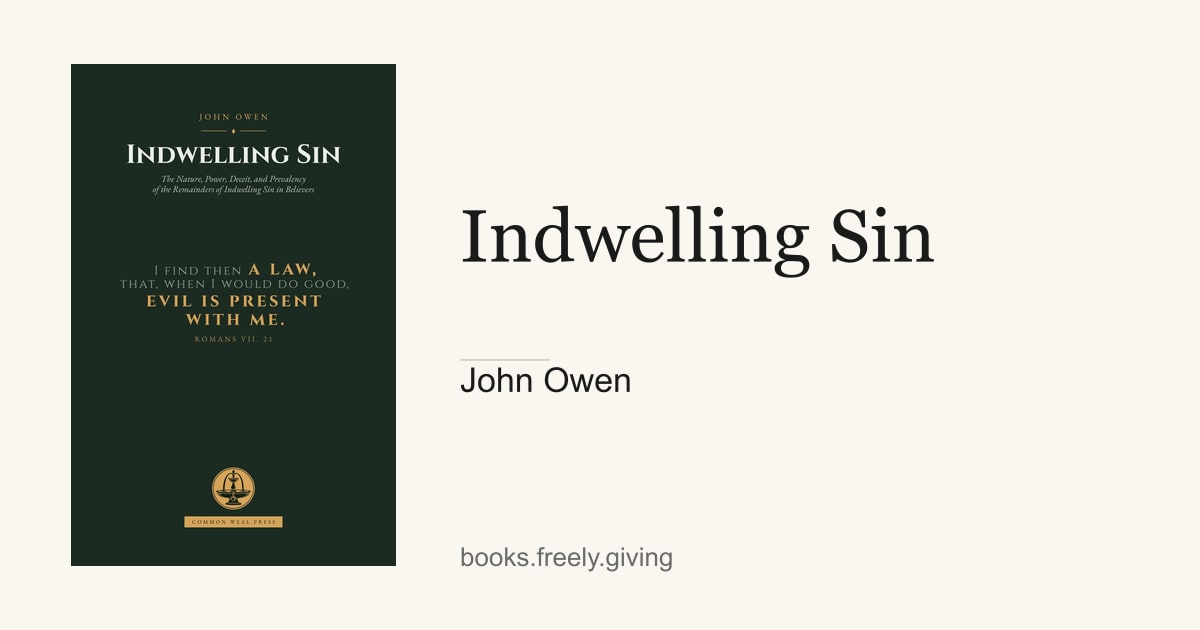 JOHN OWEN
INDWELLING SIN
The Nature, Power, Deceit, and Prevalency
of the Remainders of Indwelling Sin in Believers
I FIND THEN A LAW,
THAT, WHEN I WOULD DO GOOD,
EVIL IS PRESENT
WITH ME.
ROMANS VII. 21
COMMON WEAL PRESS
Indwelling Sin
John Owen
books.freely.giving